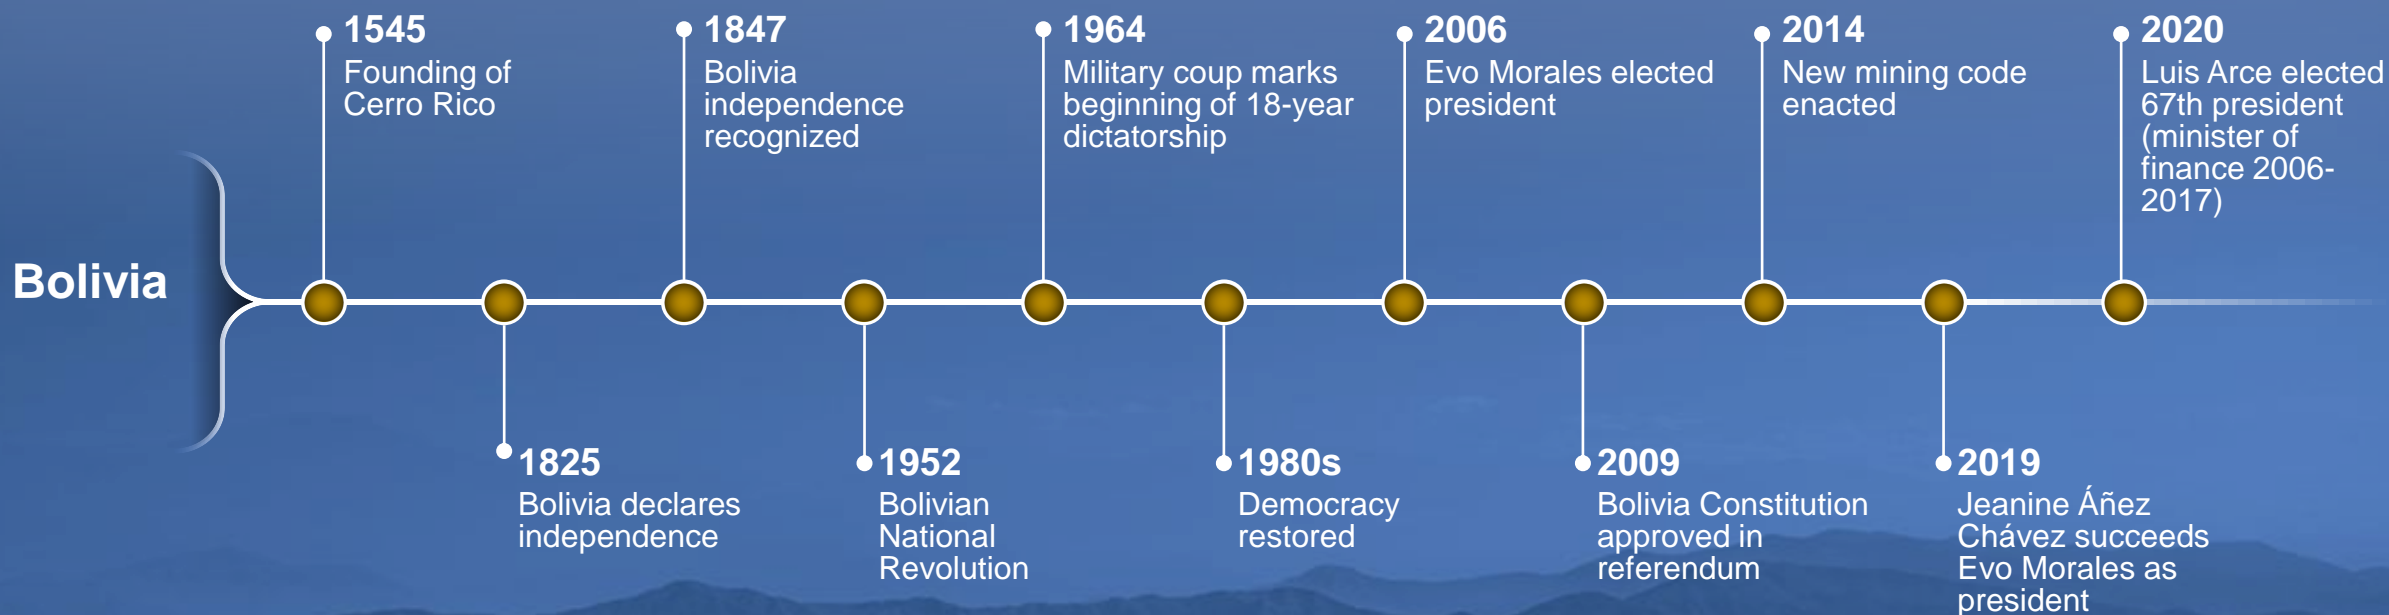 Bolivia
1545
Founding of
Cerro Rico
1825
Bolivia declares
independence
1847
Bolivia
independence
recognized
1952
Bolivian
National
Revolution
1964
Military coup marks
beginning of 18-year
dictatorship
1980s
Democracy
restored
2006
Evo Morales elected
president
2009
Bolivia Constitution
approved in
referendum
2014
New mining code
enacted
2019
Jeanine Áñez
Chávez succeeds
Evo Morales as
president
2020
Luis Arce elected
67th president
(minister of
finance 2006-
2017)